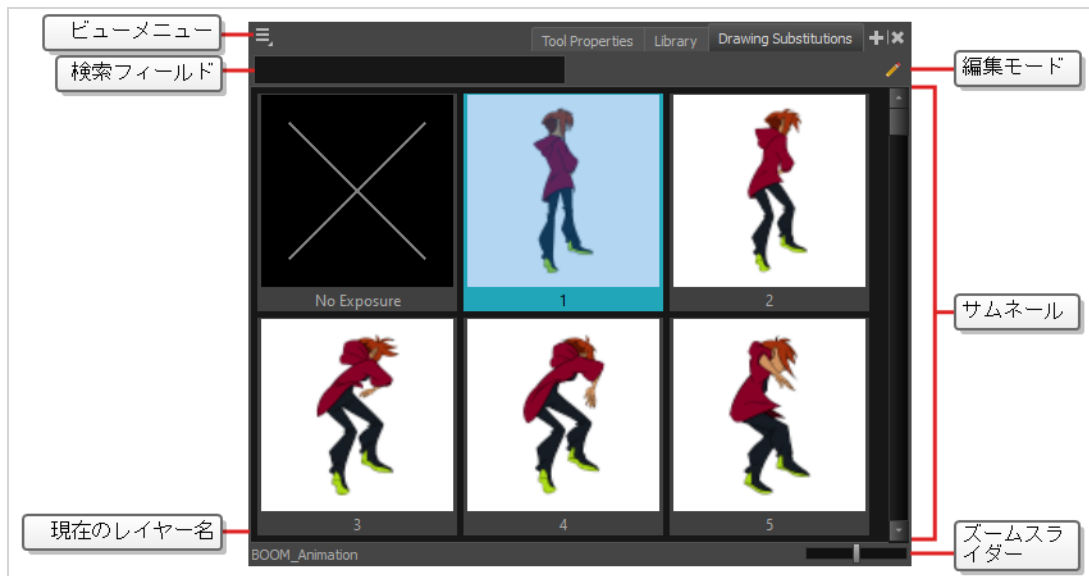 ビューメニュー
Tool Properties Library Drawing Substitutions
検索フィールド
編集モード
No Exposure 1 2
サムネール
3 4 5
現在のレイヤー名
BOOM_Animation
ズームスラ
イダー